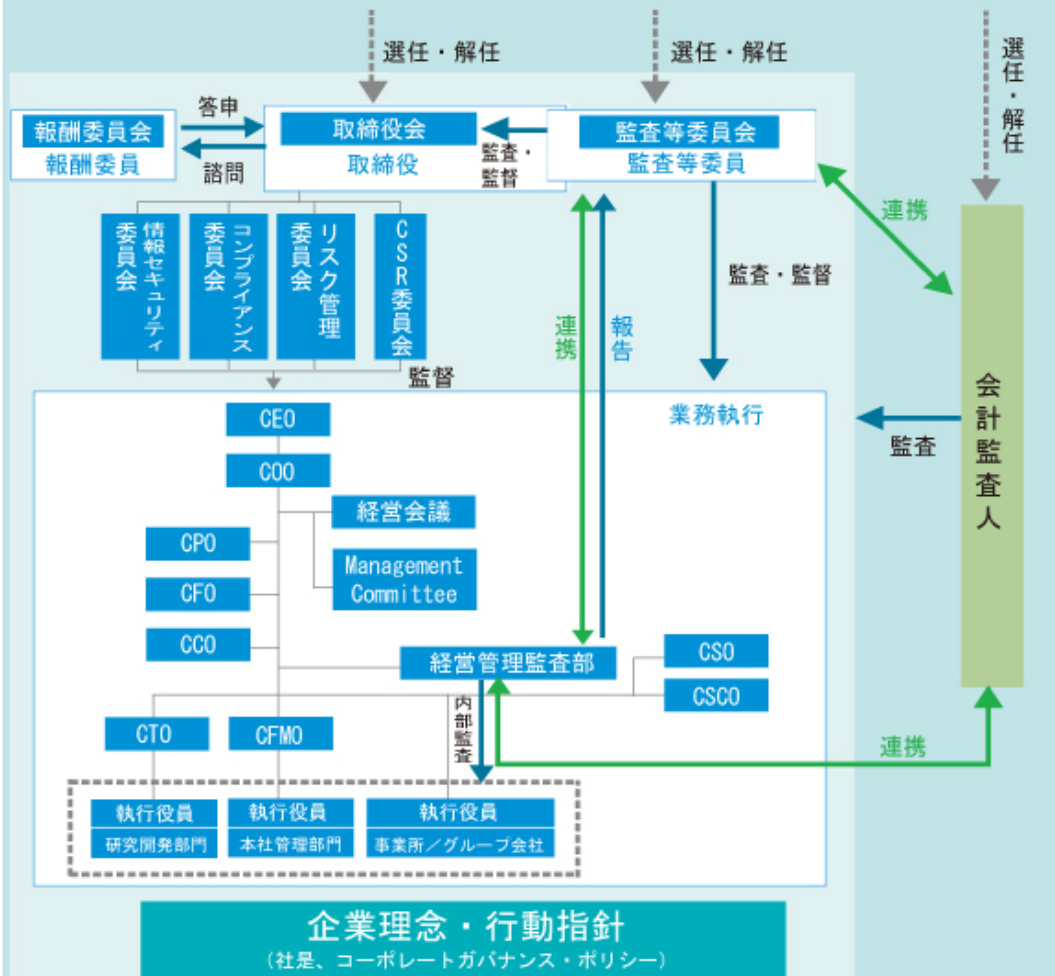 選任・解任
選任・解任
選任・解任
答申
報酬委員会
報酬委員
諮問
取締役会
取締役
監査・
監督
監査等委員会
監査等委員
連携
情報セキュリティ
委員会
コンプライアンス
委員会
リスク管理
委員会
CSR委員会
監査・監督
連携
報告
監督
業務執行
会計監査人
監査
CEO
COO
経営会議
CPO
Management
Committee
CFO
CCO
経営管理監査部
CSO
CSCO
内部監査
CTO
CFMO
連携
執行役員
研究開発部門
執行役員
本社管理部門
執行役員
事業所／グループ会社
企業理念・行動指針
（社是、コーポレートガバナンス・ポリシー）